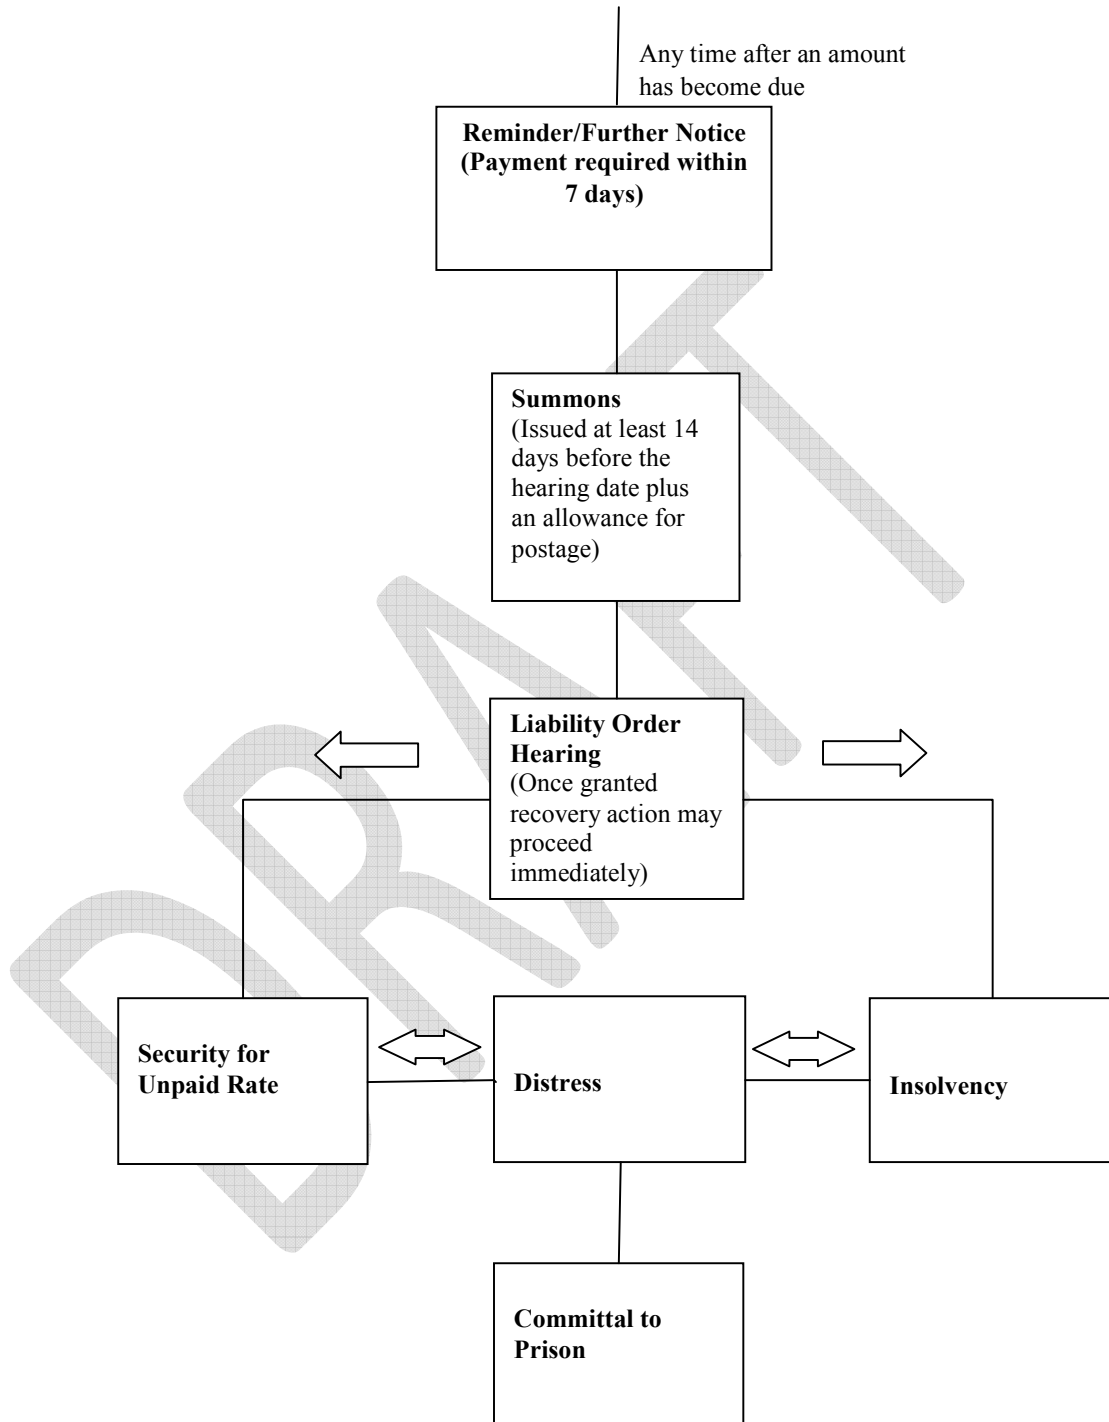 Any time after an amount
has become due
Reminder/Further Notice
(Payment required within
7 days)
Summons
(Issued at least 14
days before the
hearing date plus
an allowance for
postage)
Liability Order
Hearing
(Once granted
recovery action may
proceed
immediately)
Security for
Unpaid Rate
Distress
Insolvency
Committal to
Prison
DRAFT